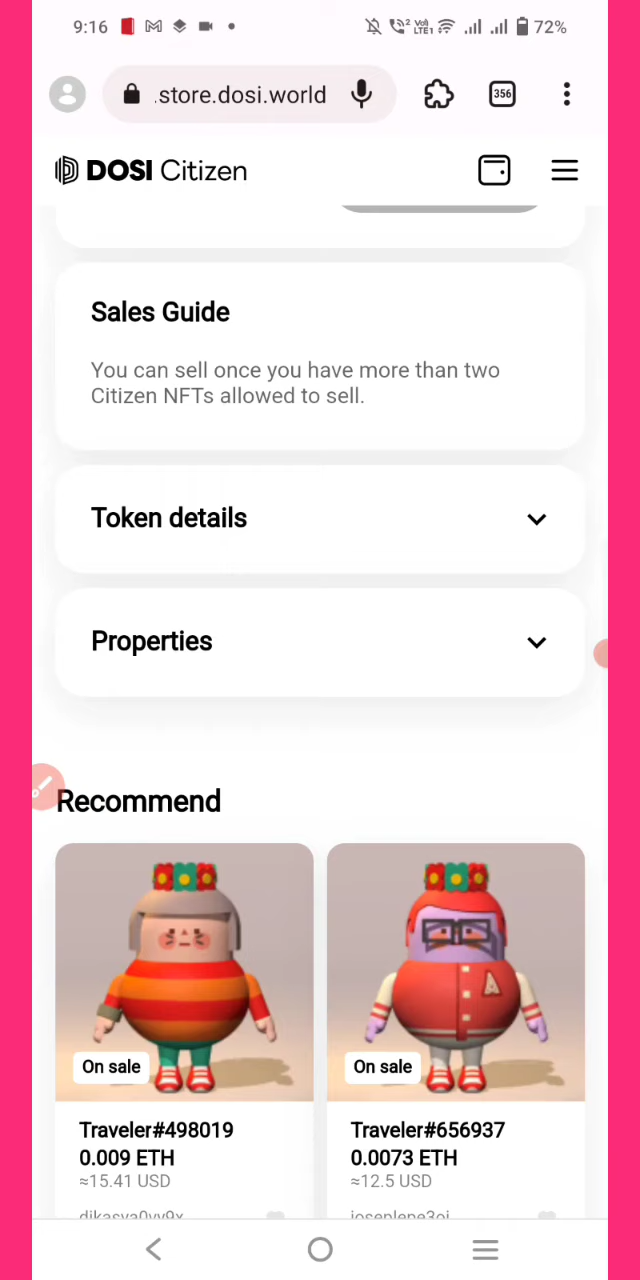 9:16
72%
.store.dosi.world
356
DOSI Citizen
Sales Guide
You can sell once you have more than two
Citizen NFTs allowed to sell.
Token details
Properties
Recommend
A
On sale
On sale
Traveler#498019
0.009 ETH
≈15.41 USD
Traveler#656937
0.0073 ETH
≈12.5 USD